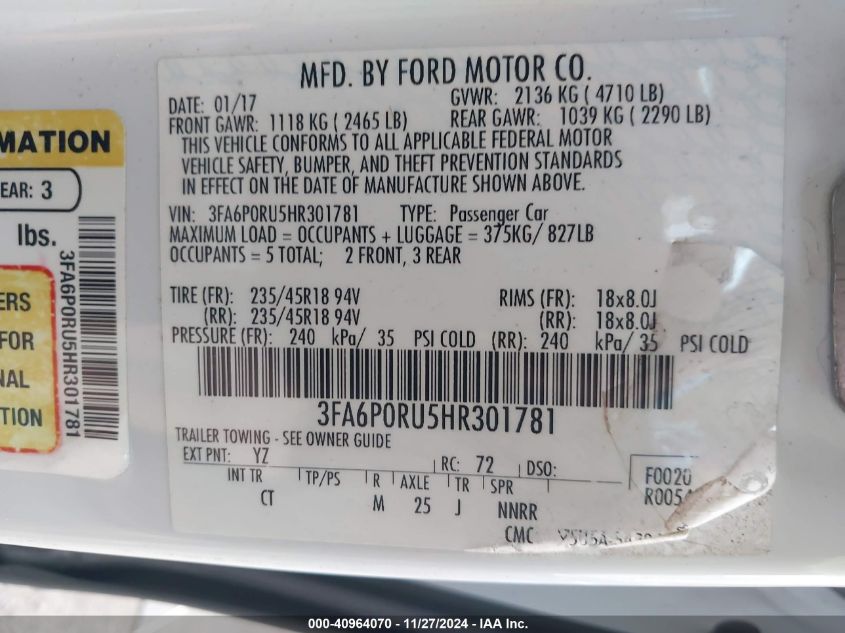 MATION
EAR: 3
lbs.
3FA6P0RU5HR301781
ERS
FOR
NAL
TION
MFD. BY FORD MOTOR CO.
DATE: 01/17 GVWR: 2136 KG ( 4710 LB)
FRONT GAWR: 1118 KG ( 2465 LB) REAR GAWR: 1039 KG ( 2290 LB)
THIS VEHICLE CONFORMS TO ALL APPLICABLE FEDERAL MOTOR
VEHICLE SAFETY, BUMPER, AND THEFT PREVENTION STANDARDS
IN EFFECT ON THE DATE OF MANUFACTURE SHOWN ABOVE.
VIN: 3FA6P0RU5HR301781 TYPE: Passenger Car
MAXIMUM LOAD = OCCUPANTS + LUGGAGE = 375KG/ 827LB
OCCUPANTS = 5 TOTAL; 2 FRONT, 3 REAR
TIRE (FR): 235/45R18 94V RIMS (FR): 18x8.0J
(RR): 235/45R18 94V (RR): 18x8.0J
PRESSURE (FR): 240 kPa/ 35 PSI COLD (RR): 240 kPa/ 35 PSI COLD
3FA6P0RU5HR301781
TRAILER TOWING - SEE OWNER GUIDE
EXT PNT: YZ RC: 72 DSO: F0020
INT TR TP/PS R AXLE TR SPR R0054
CT M 25 J NNRR
CMC
000-40964070 — 11/27/2024 — IAA Inc.